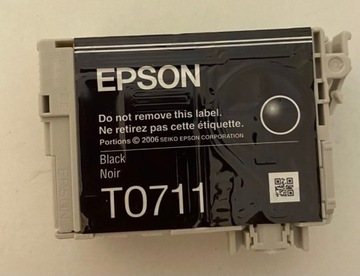 EPSON
Do not remove this label.
Ne retirez pas cette étiquette.
Portions © 2006 SEIKO EPSON CORPORATION
Black
Noir
T0711